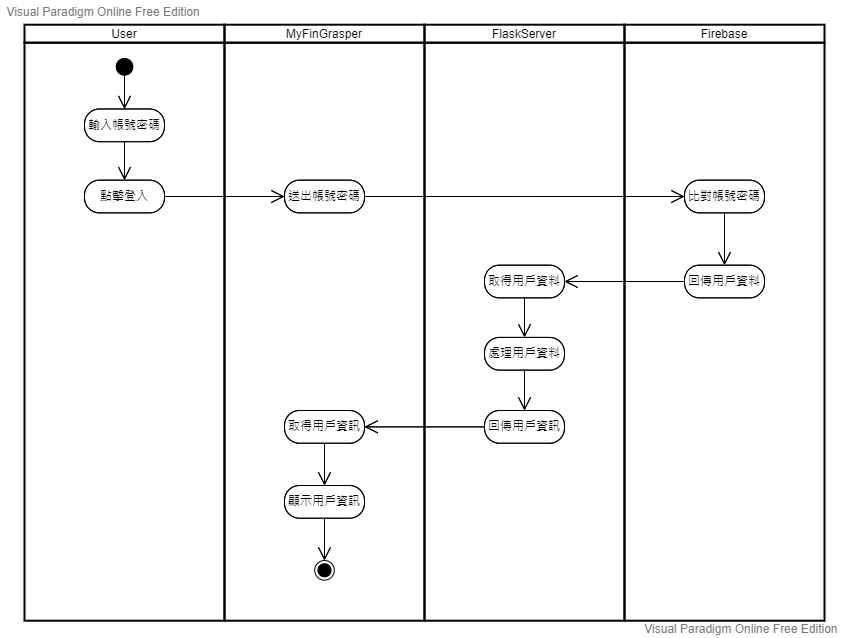 Visual Paradigm Online Free Edition
User
MyFinGrasper
FlaskServer
Firebase
輸入帳號密碼
點擊登入
送出帳號密碼
比對帳號密碼
取得用戶資料
回傳用戶資料
處理用戶資料
取得用戶資訊
回傳用戶資訊
顯示用戶資訊
Visual Paradigm Online Free Edition